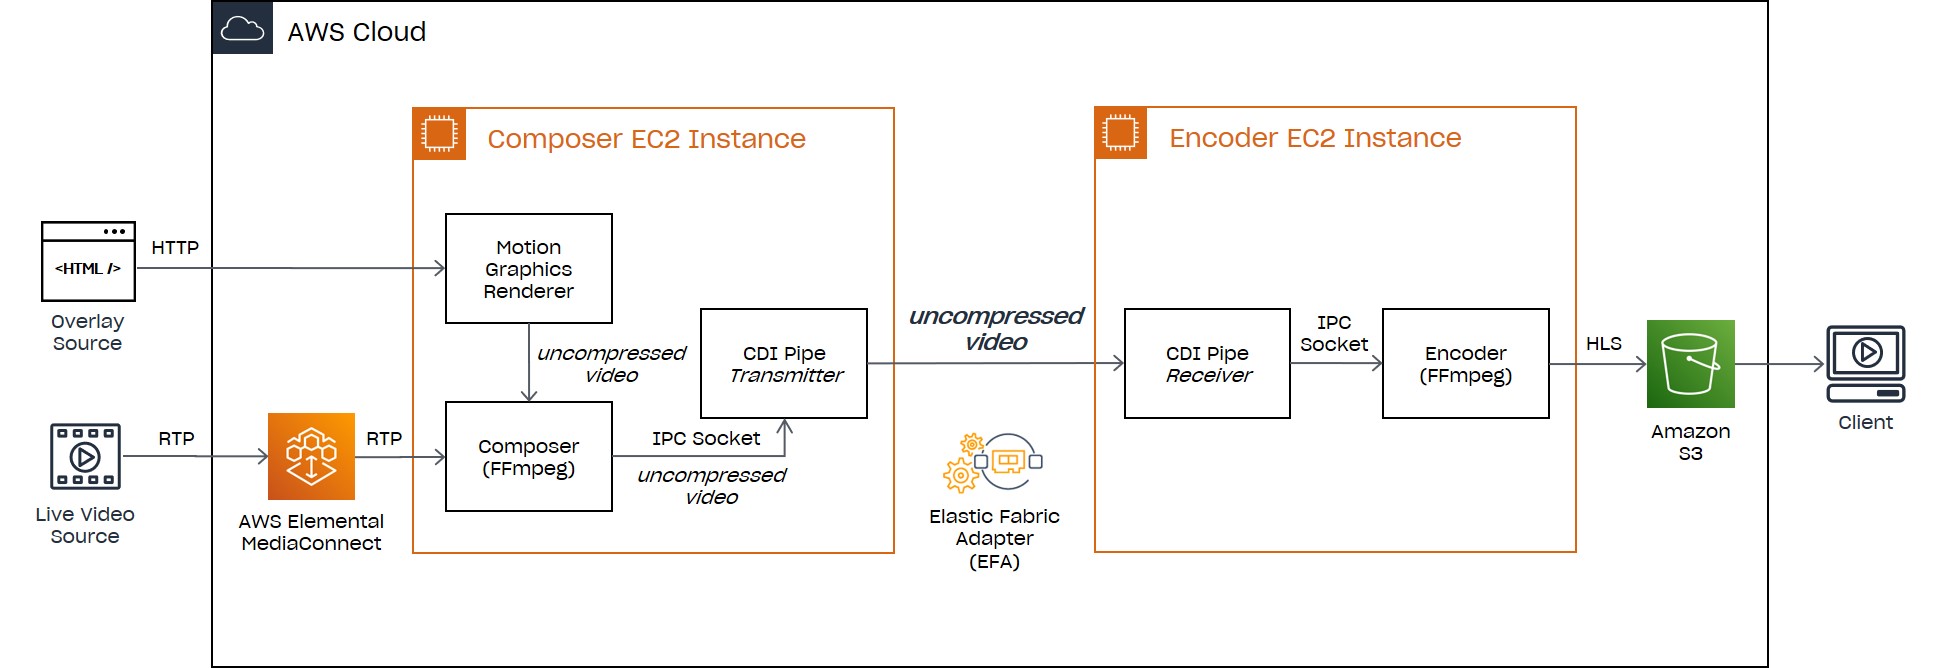 AWS Cloud
Composer EC2 Instance
Encoder EC2 Instance
<HTML />
HTTP
Overlay
Source
Motion
Graphics
Renderer
uncompressed
video
Live Video
Source
RTP
AWS Elemental
MediaConnect
RTP
Composer
(FFmpeg)
IPC Socket
uncompressed
video
CDI Pipe
Transmitter
uncompressed
video
Elastic Fabric
Adapter
(EFA)
CDI Pipe
Receiver
IPC
Socket
Encoder
(FFmpeg)
HLS
Amazon
S3
Client